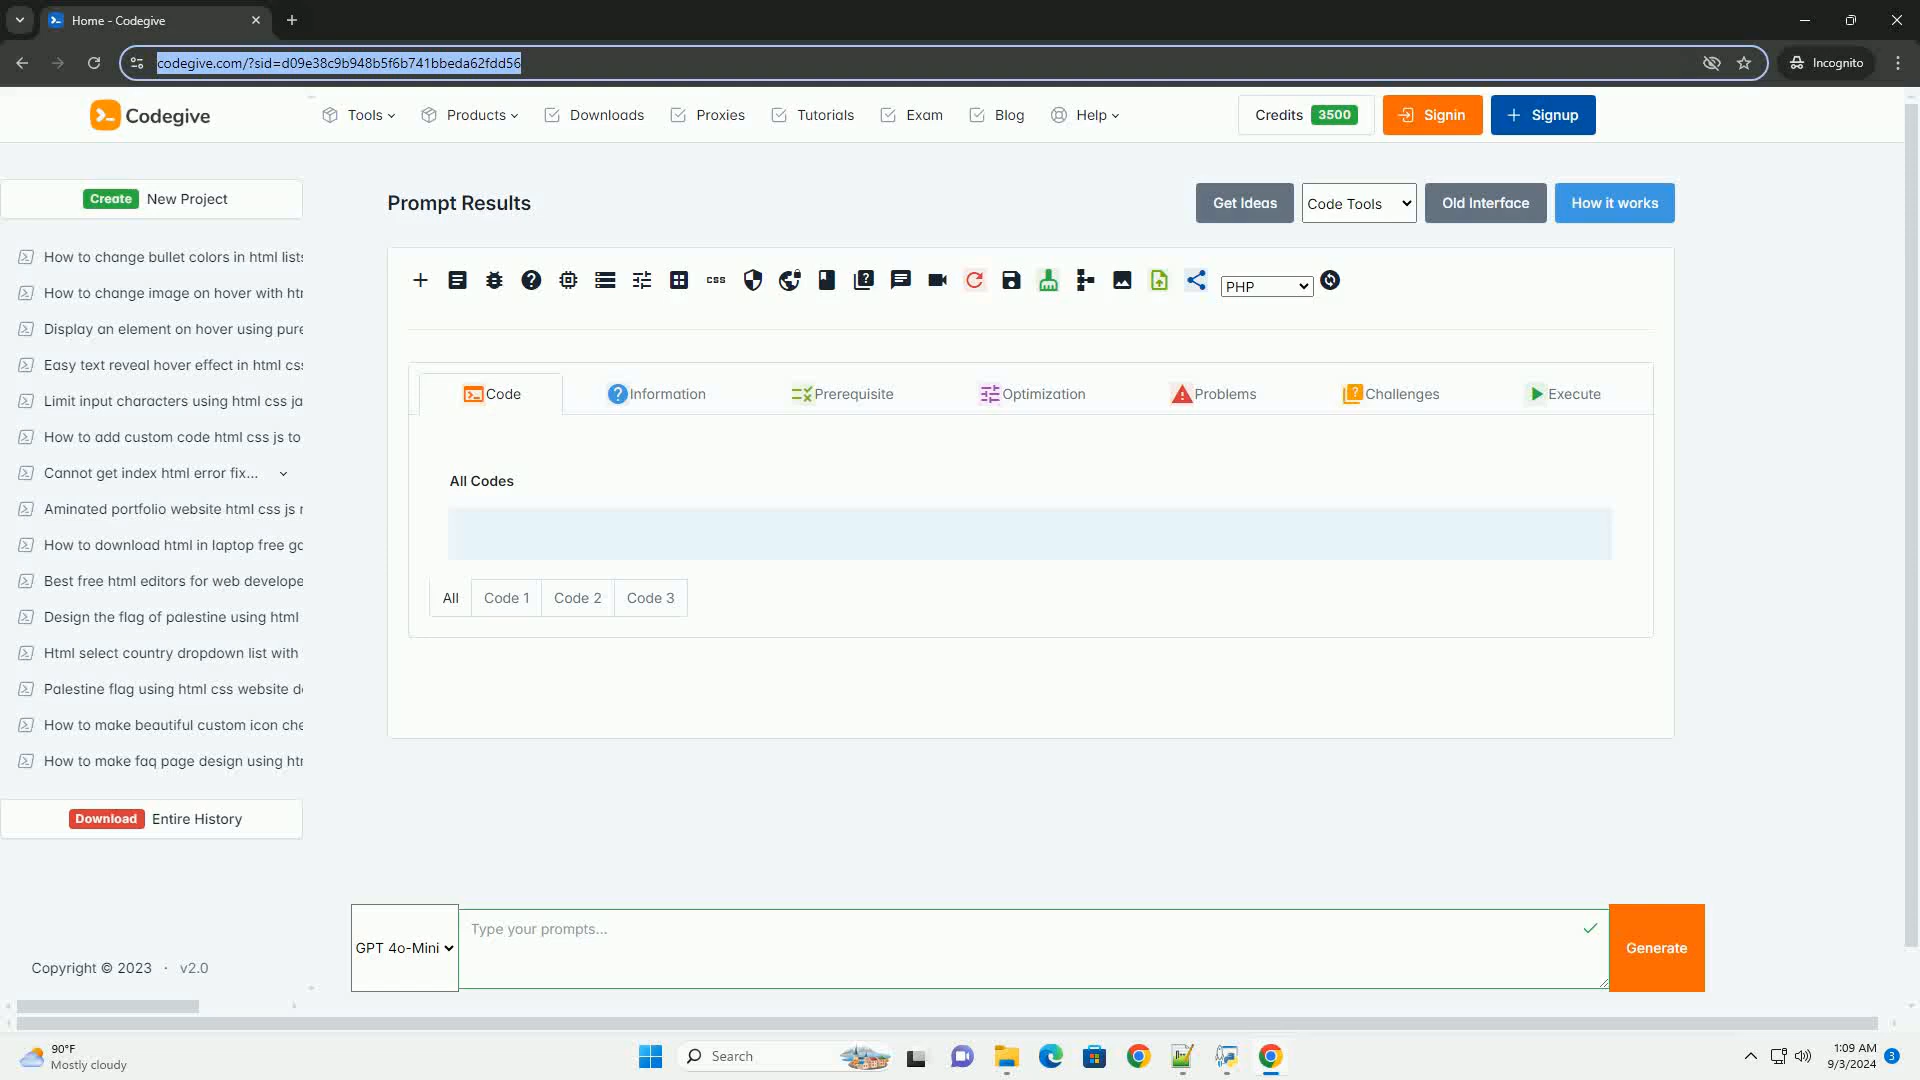 Home - Codegive
codegive.com/?sid=d09e38c9b948b5f6b741bbeda62fdd56
Incognito
Codegive
Tools
Products
Downloads
Proxies
Tutorials
Exam
Blog
Help
Credits 3500
Signin
Signup
Create New Project
How to change bullet colors in html lists
How to change image on hover with
Display an element on hover using pure
Easy text reveal hover effect in html
Limit input characters using html css
How to add custom code html css js to
Cannot get index html error fix...
Aminated portfolio website html css js
How to download html in laptop free
Best free html editors for web
Design the flag of palestine using html
Html select country dropdown list with
Palestine flag using html css website
How to make beautiful custom icon
How to make faq page design using
Download Entire History
Copyright © 2023 · v2.0
Prompt Results
Get Ideas
Code Tools
Old Interface
How it works
css
PHP
Code
Information
Prerequisite
Optimization
Problems
Challenges
Execute
All Codes
All
Code 1
Code 2
Code 3
GPT 4o-Mini
Type your prompts...
Generate
90°F
Mostly cloudy
Search
1:09 AM
9/3/2024
3